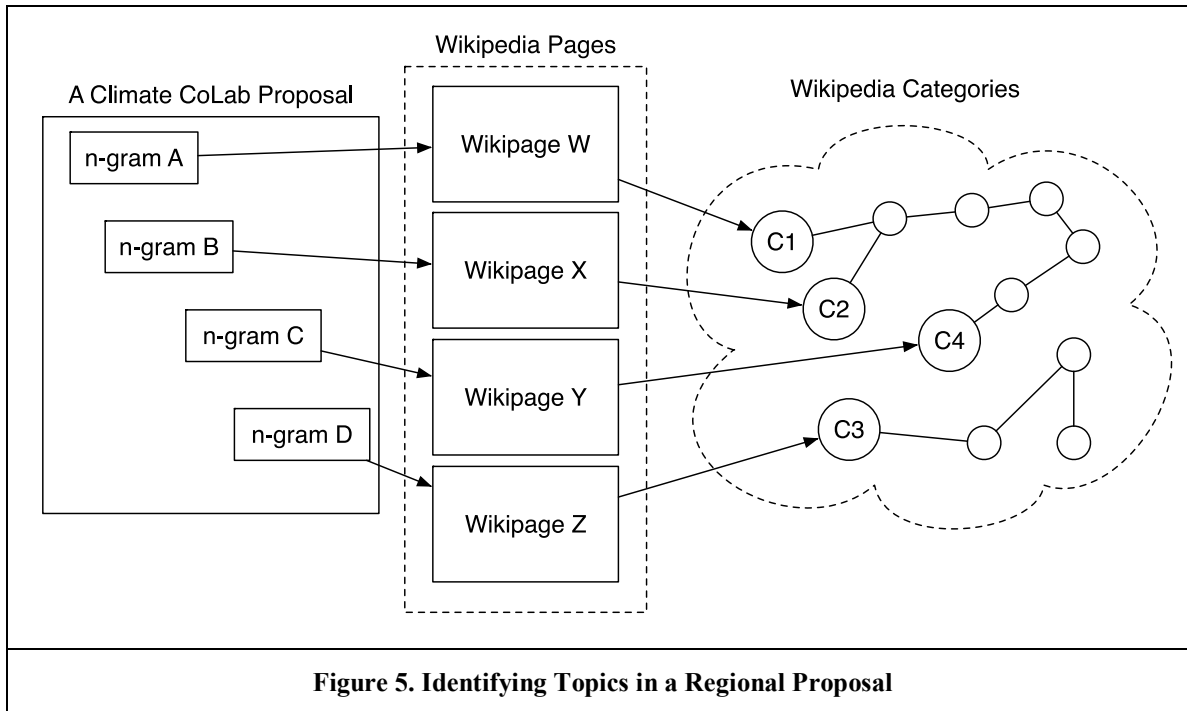 Wikipedia Pages
A Climate CoLab Proposal
Wikipedia Categories
n-gram A
n-gram B
n-gram C
n-gram D
Wikipage W
Wikipage X
Wikipage Y
Wikipage Z
C1
C2
C4
C3
Figure 5. Identifying Topics in a Regional Proposal